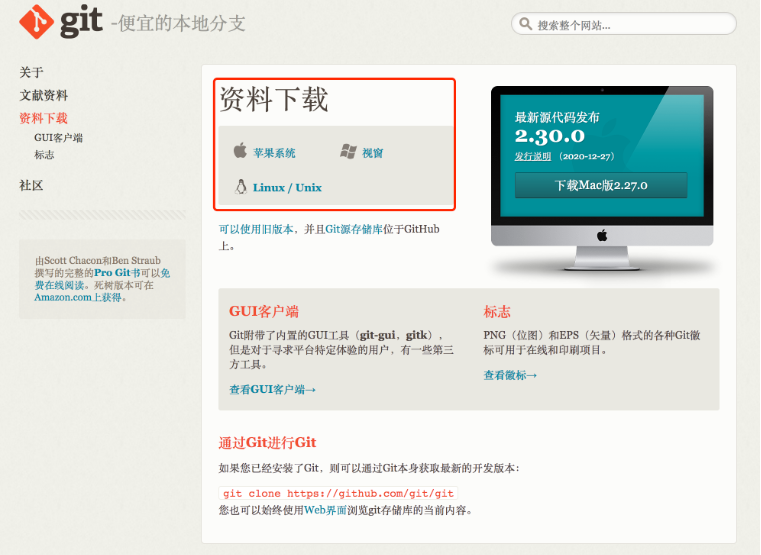 git -便宜的本地分支
搜索整个网站...
关于
文献资料
资料下载
GUI客户端
标志
社区
由Scott Chacon和Ben Straub
撰写的完整的Pro Git书可以免
费在线阅读。死树版本可在
Amazon.com上获得。
资料下载
苹果系统
视窗
Linux / Unix
可以使用旧版本，并且Git源存储库位于GitHub
上。
最新源代码发布
2.30.0
发行说明 （2020-12-27）
下载Mac版2.27.0
GUI客户端
Git附带了内置的GUI工具（git-gui，gitk），
但是对于寻求平台特定体验的用户，有一些第三
方工具。
查看GUI客户端→
标志
PNG（位图）和EPS（矢量）格式的各种Git徽
标可用于在线和印刷项目。
查看徽标→
通过Git进行Git
如果您已经安装了Git，则可以通过Git本身获取最新的开发版本：
git clone https://github.com/git/git
您也可以始终使用Web界面浏览git存储库的当前内容。